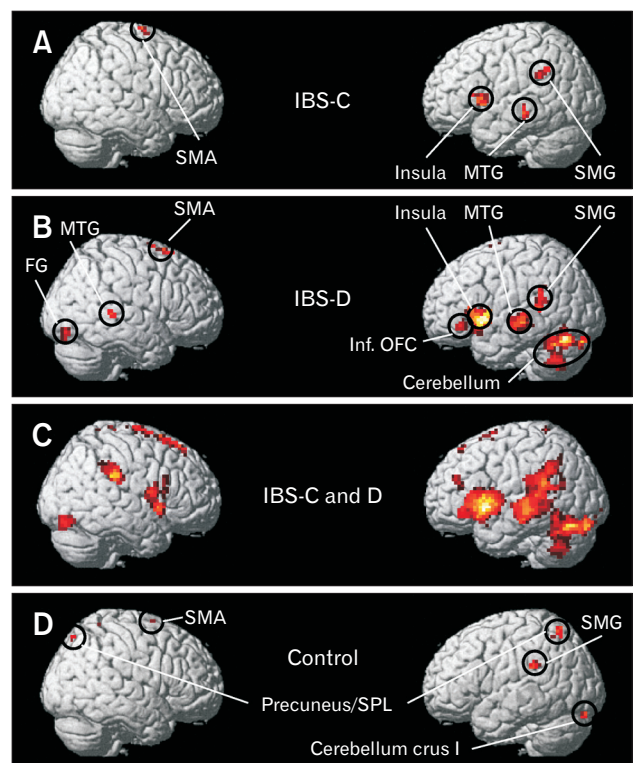 A
IBS-C
SMA
Insula
MTG
SMG
B
SMA
MTG
FG
IBS-D
Insula
MTG
SMG
Inf. OFC
Cerebellum
C
IBS-C and D
D
SMA
Control
SMG
Precuneus/SPL
Cerebellum crus I